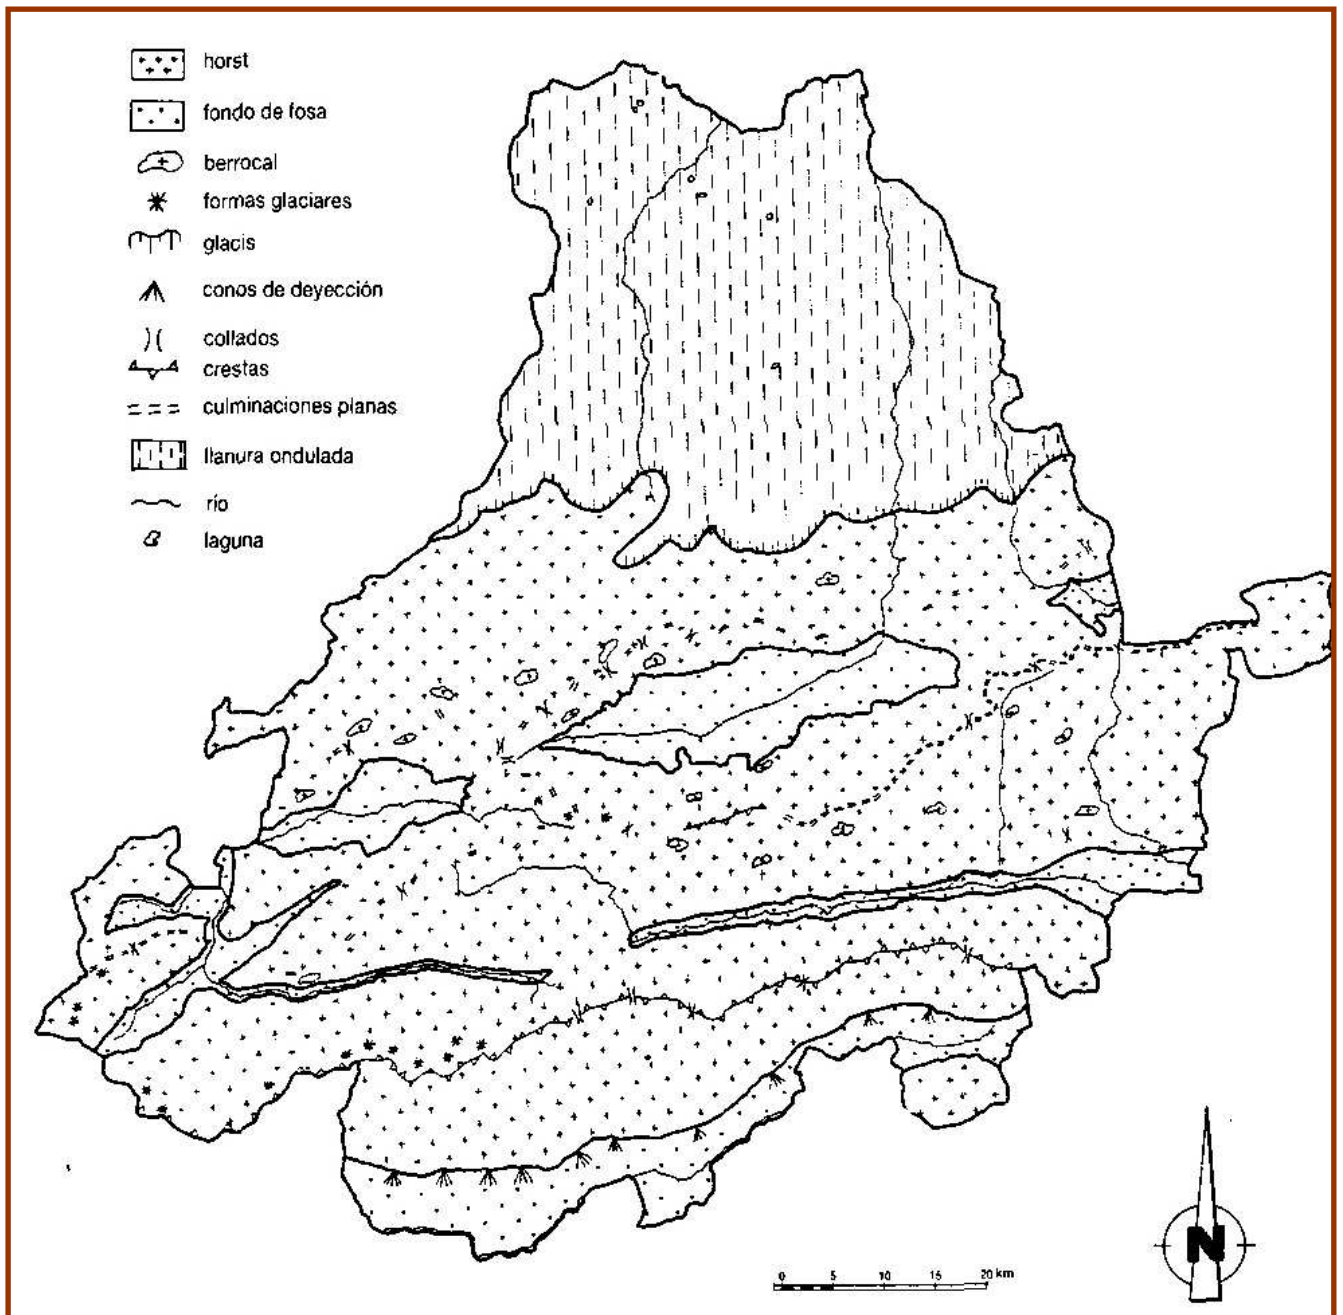 horst
fondo de fosa
berrocal
formas glaciares
glacis
conos de deyección
collados
crestas
culminaciones planas
llanura ondulada
río
laguna
N
0 5 10 15 20 km